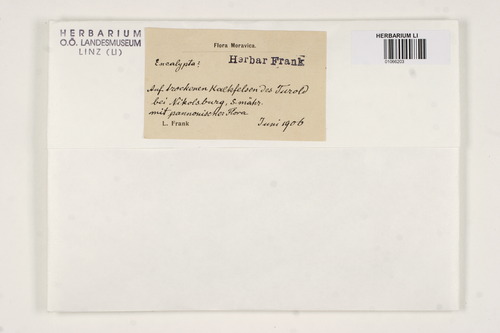 HERBARIUM
O.Ö. LANDESMUSEUM
LINZ (LI)
HERBARIUM LI
01066203
Flora Moravica.
Herbar Frank
Encalypta?
Auf trockenen Kalkfelsen des Turold
bei Nikolsburg, S.mähr.
mit pannonischer Flora
L. Frank
Juni 1906